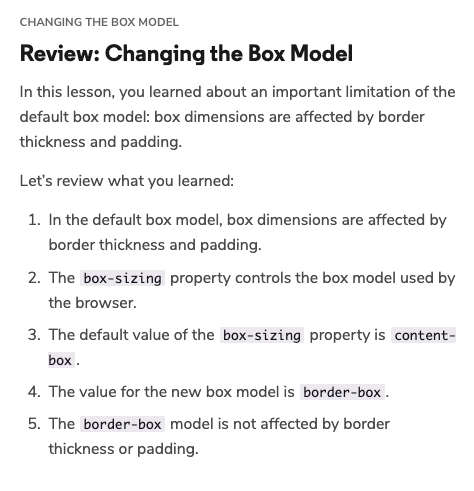 CHANGING THE BOX MODEL
Review: Changing the Box Model
In this lesson, you learned about an important limitation of the
default box model: box dimensions are affected by border
thickness and padding.
Let's review what you learned:
1. In the default box model, box dimensions are affected by
border thickness and padding.
2. The box-sizing property controls the box model used by
the browser.
3. The default value of the box-sizing property is content-
box.
4. The value for the new box model is border-box.
5. The border-box model is not affected by border
thickness or padding.